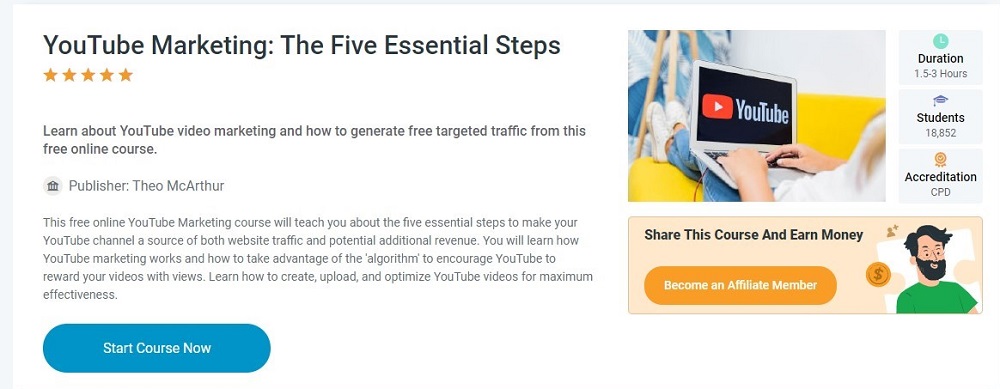 YouTube Marketing: The Five Essential Steps
Learn about YouTube video marketing and how to generate free targeted traffic from this
free online course.
Publisher: Theo McArthur
This free online YouTube Marketing course will teach you about the five essential steps to make your
YouTube channel a source of both website traffic and potential additional revenue. You will learn how
YouTube marketing works and how to take advantage of the 'algorithm' to encourage YouTube to
reward your videos with views. Learn how to create, upload, and optimize YouTube videos for maximum
effectiveness.
Start Course Now
YouTube
Duration
1.5-3 Hours
Students
18,852
Accreditation
CPD
Share This Course And Earn Money
Become an Affiliate Member
$